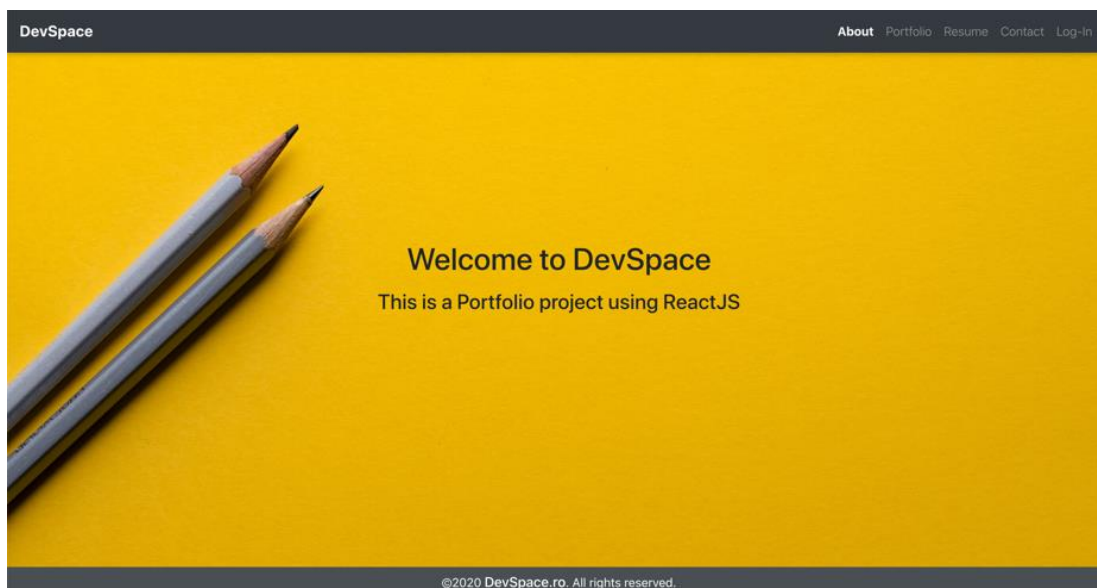 DevSpace
About Portfolio Resume Contact Log-In
Welcome to DevSpace
This is a Portfolio project using ReactJS
©2020 DevSpace.ro. All rights reserved.